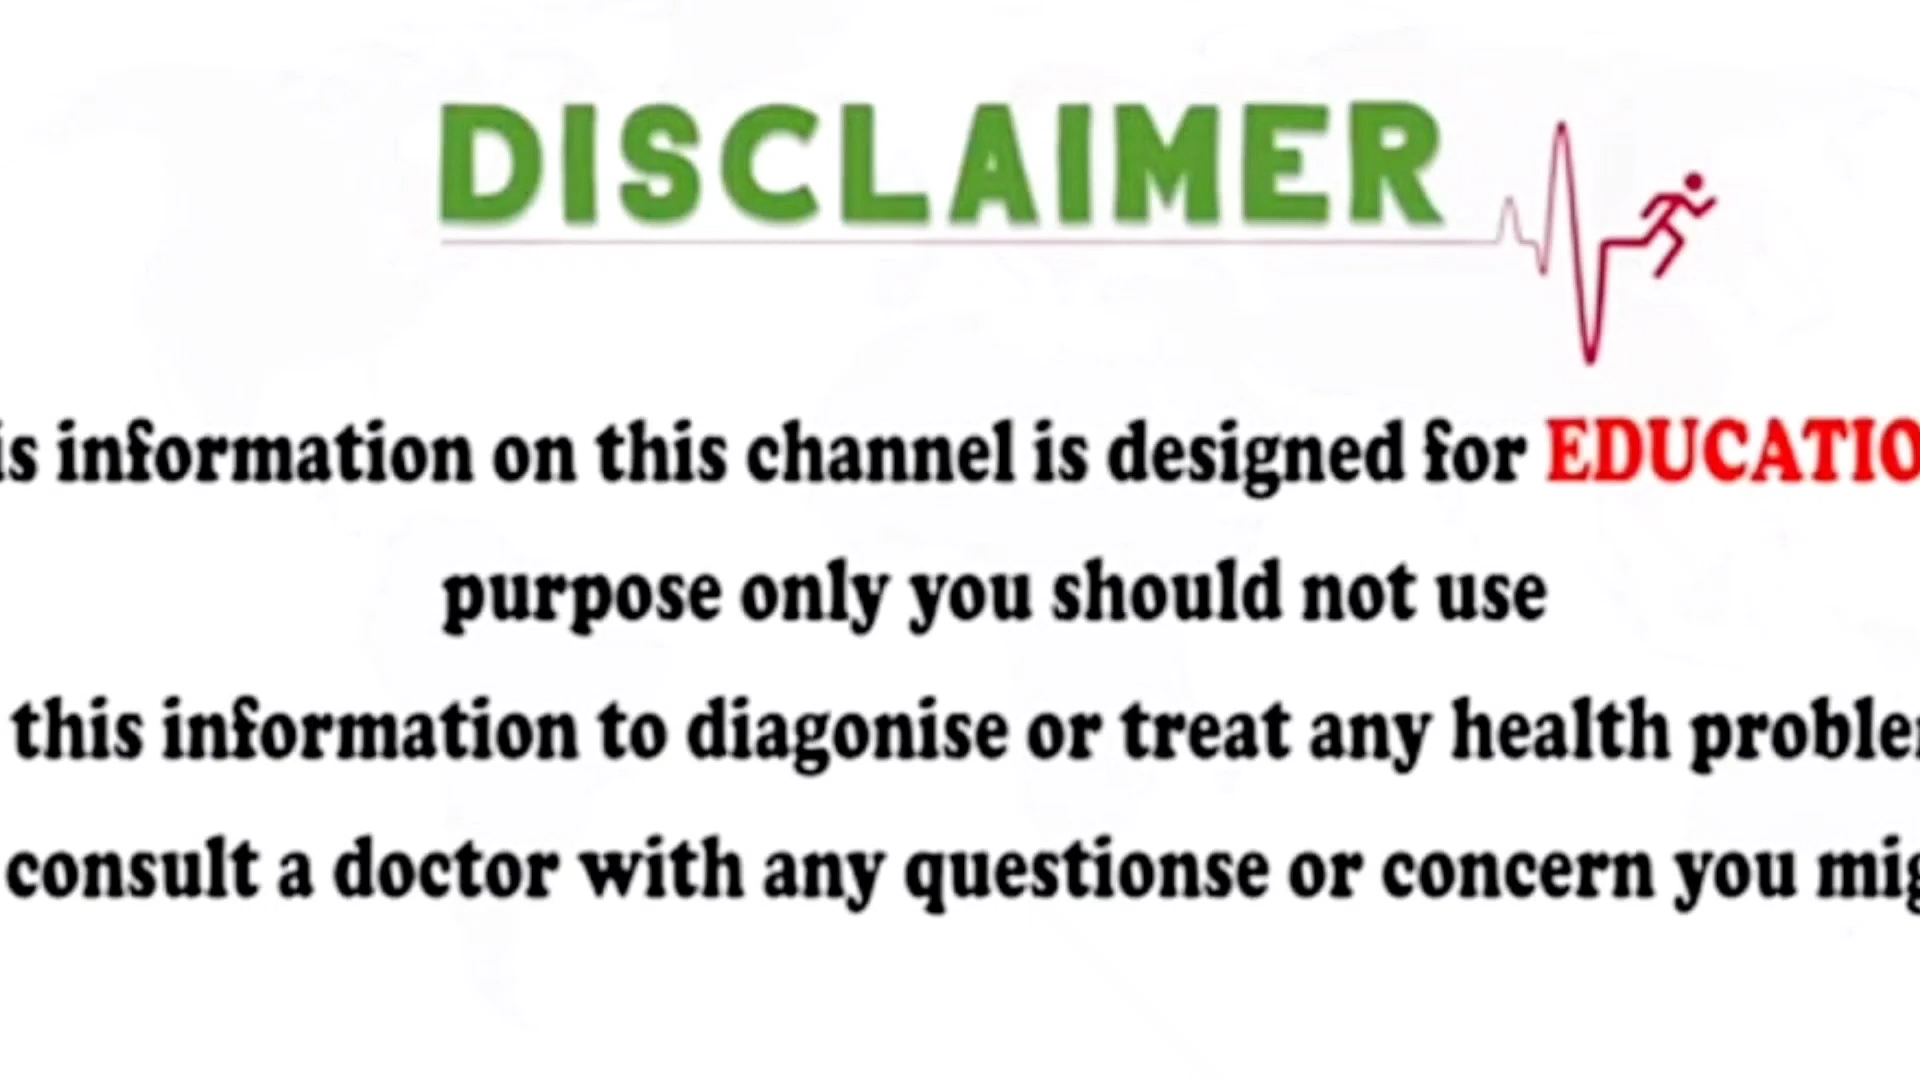 DISCLAIMER
is information on this channel is designed for EDUCATIO
purpose only you should not use
this information to diagonise or treat any health proble
consult a doctor with any questionse or concern you mig